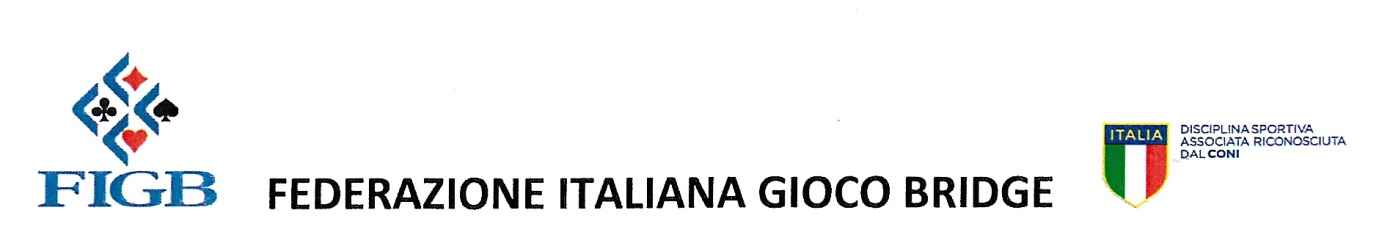 FIGB
FEDERAZIONE ITALIANA GIOCO BRIDGE
ITALIA
DISCIPLINA SPORTIVA
ASSOCIATA RICONOSCIUTA
DAL CONI